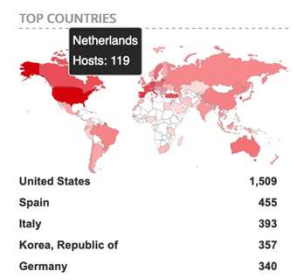 TOP COUNTRIES
Netherlands
Hosts: 119
United States 1,509
Spain 455
Italy 393
Korea, Republic of 357
Germany 340